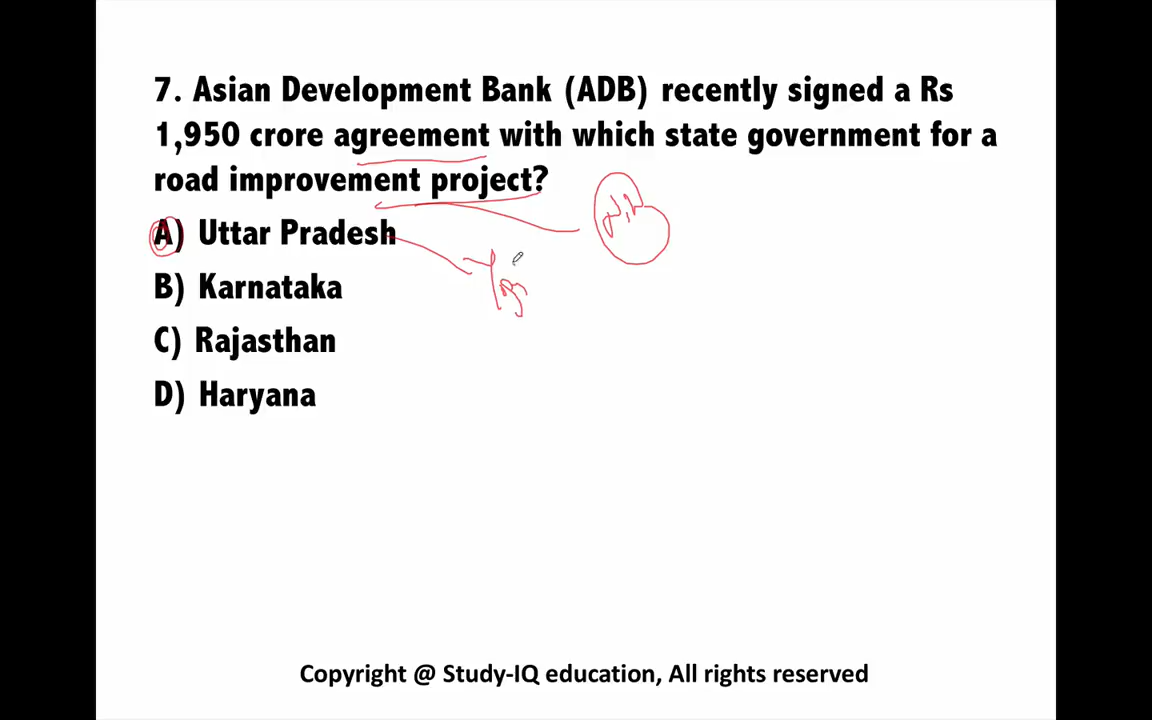 7. Asian Development Bank (ADB) recently signed a Rs
1,950 crore agreement with which state government for a
road improvement project?
A) Uttar Pradesh
B) Karnataka
C) Rajasthan
D) Haryana
Copyright @ Study-IQ education, All rights reserved